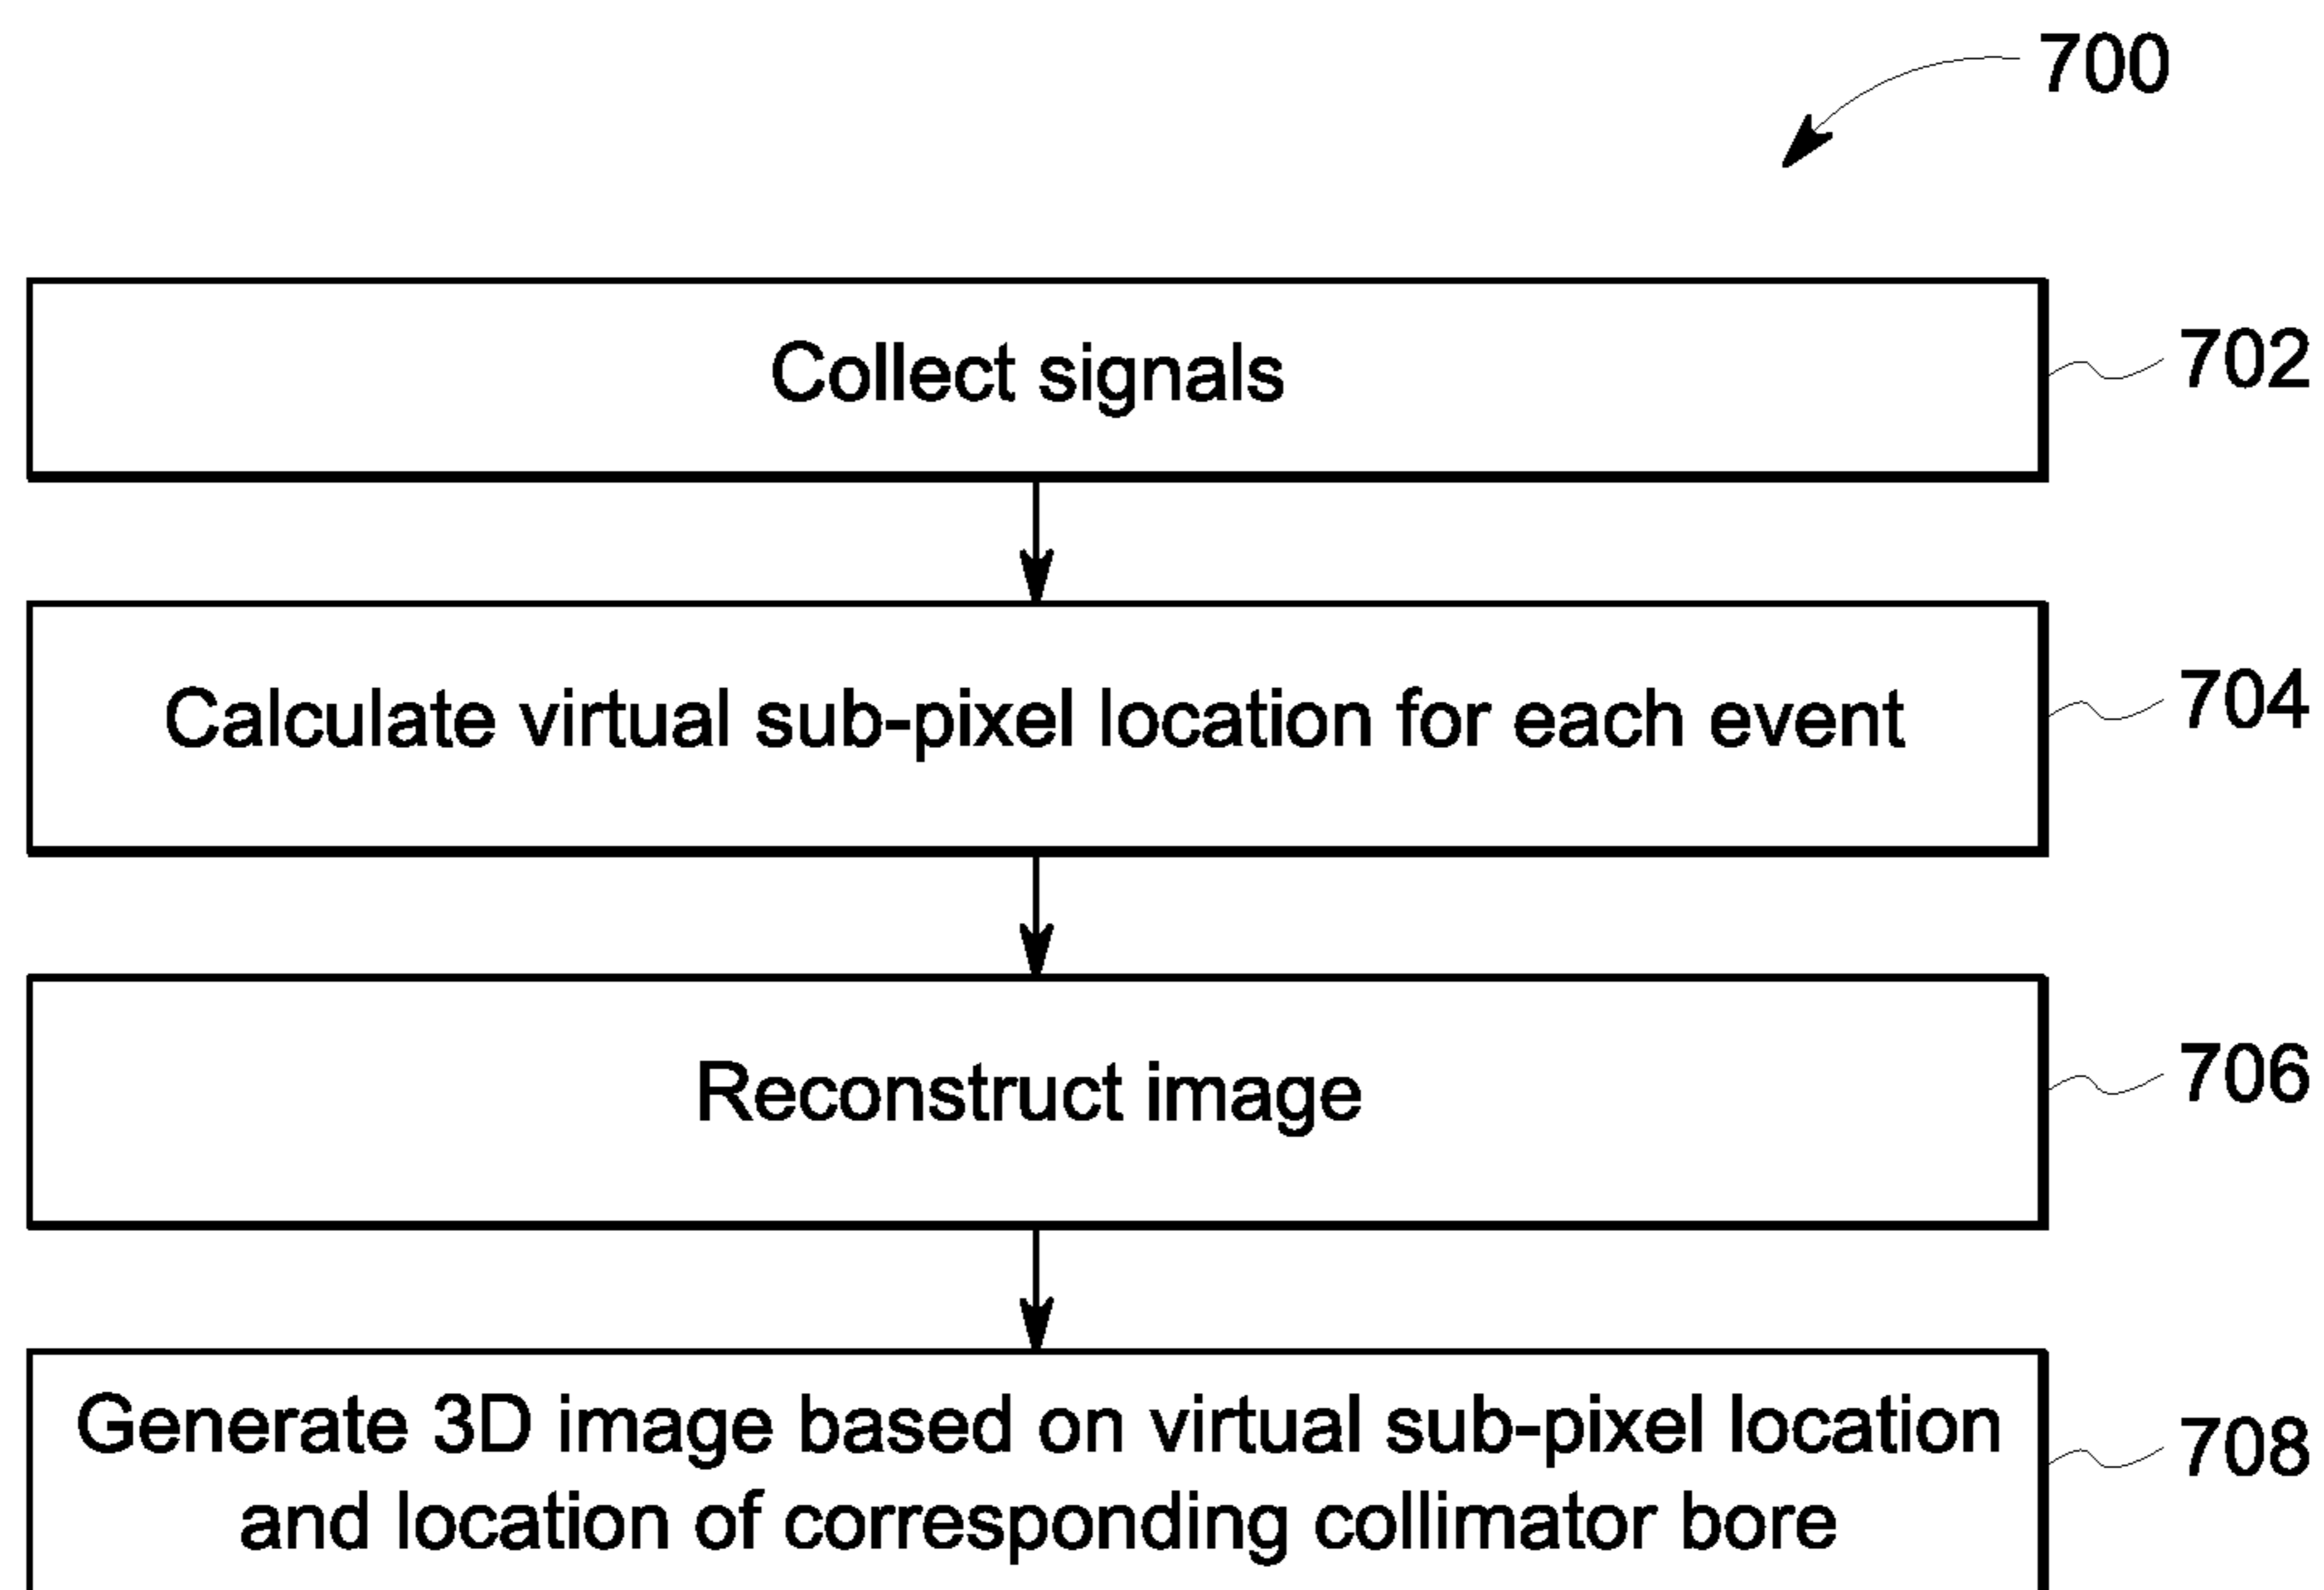 700
Collect signals
702
Calculate virtual sub-pixel location for each event
704
Reconstruct image
706
Generate 3D image based on virtual sub-pixel location
and location of corresponding collimator bore
708